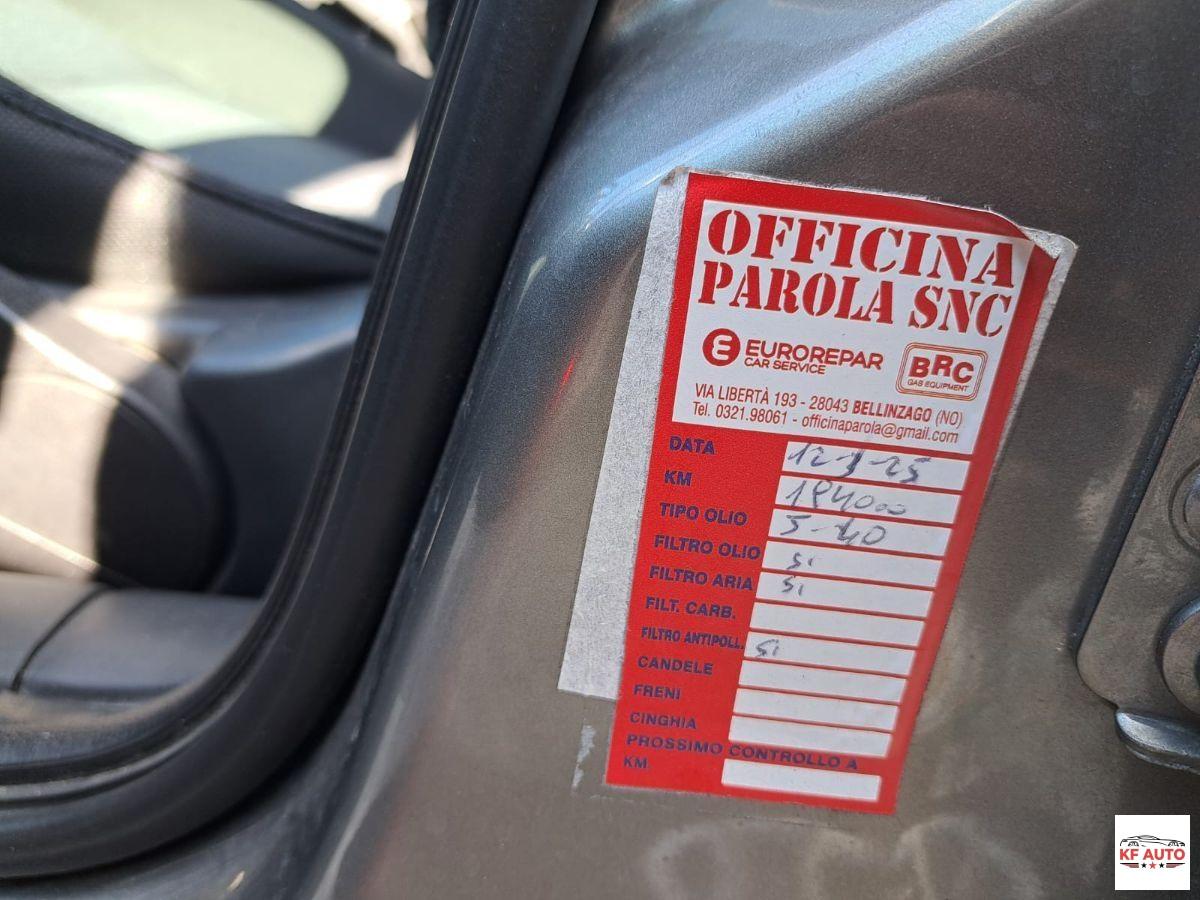 OFFICINA
PAROLA SNC
EUROREPAR
CAR SERVICE
BRC
GAS EQUIPMENT
VIA LIBERTÀ 193 - 28043 BELLINZAGO (NO)
Tel. 0321.98061 - officinaparola@gmail.com
DATA
KM
TIPO OLIO 5-40
FILTRO OLIO si
FILTRO ARIA si
FILT. CARB.
FILTRO ANTIPOLL. si
CANDELE
FRENI
CINGHIA
PROSSIMO CONTROLLO A
KM.
KF AUTO